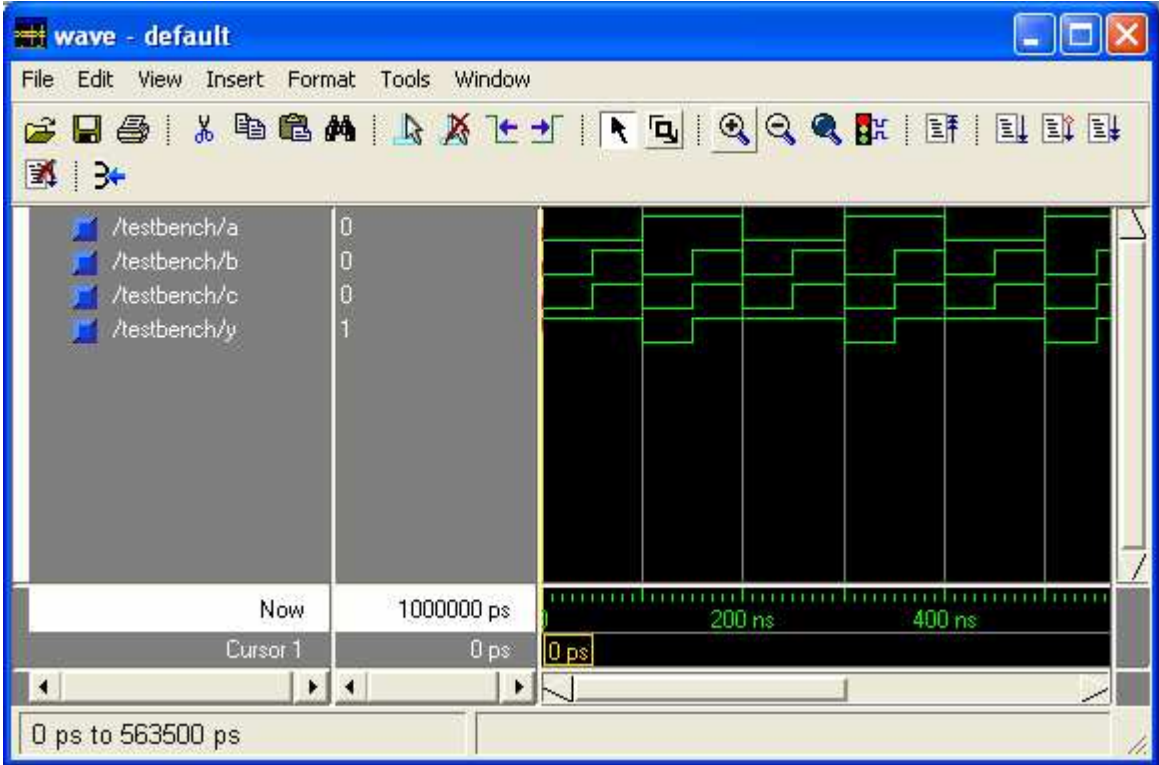 wave - default
File Edit View Insert Format Tools Window
/testbench/a 0
/testbench/b 0
/testbench/c 0
/testbench/y 1
Now 1000000 ps 200 ns 400 ns
Cursor 1 0 ps 0 ps
0 ps to 563500 ps